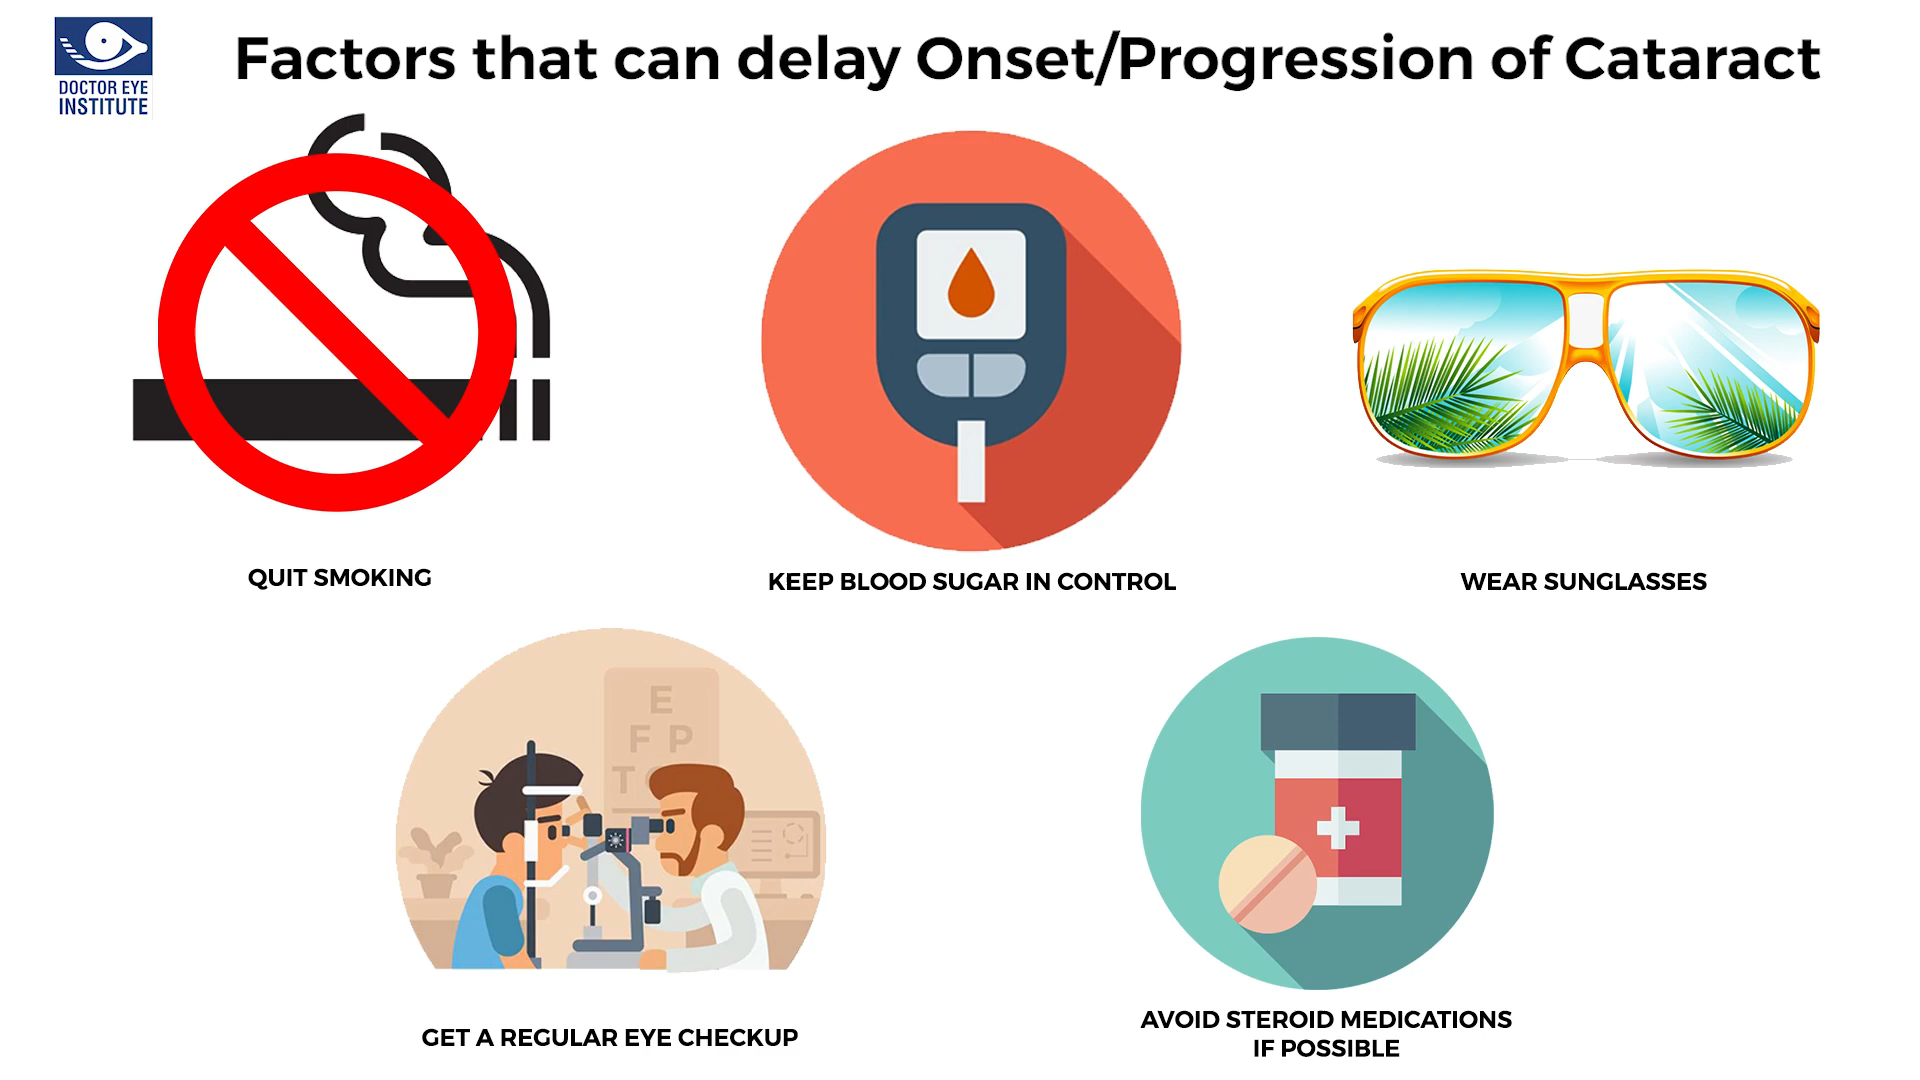 DOCTOR EYE
INSTITUTE
Factors that can delay Onset/Progression of Cataract
QUIT SMOKING
KEEP BLOOD SUGAR IN CONTROL
WEAR SUNGLASSES
E
F P
T
GET A REGULAR EYE CHECKUP
AVOID STEROID MEDICATIONS
IF POSSIBLE